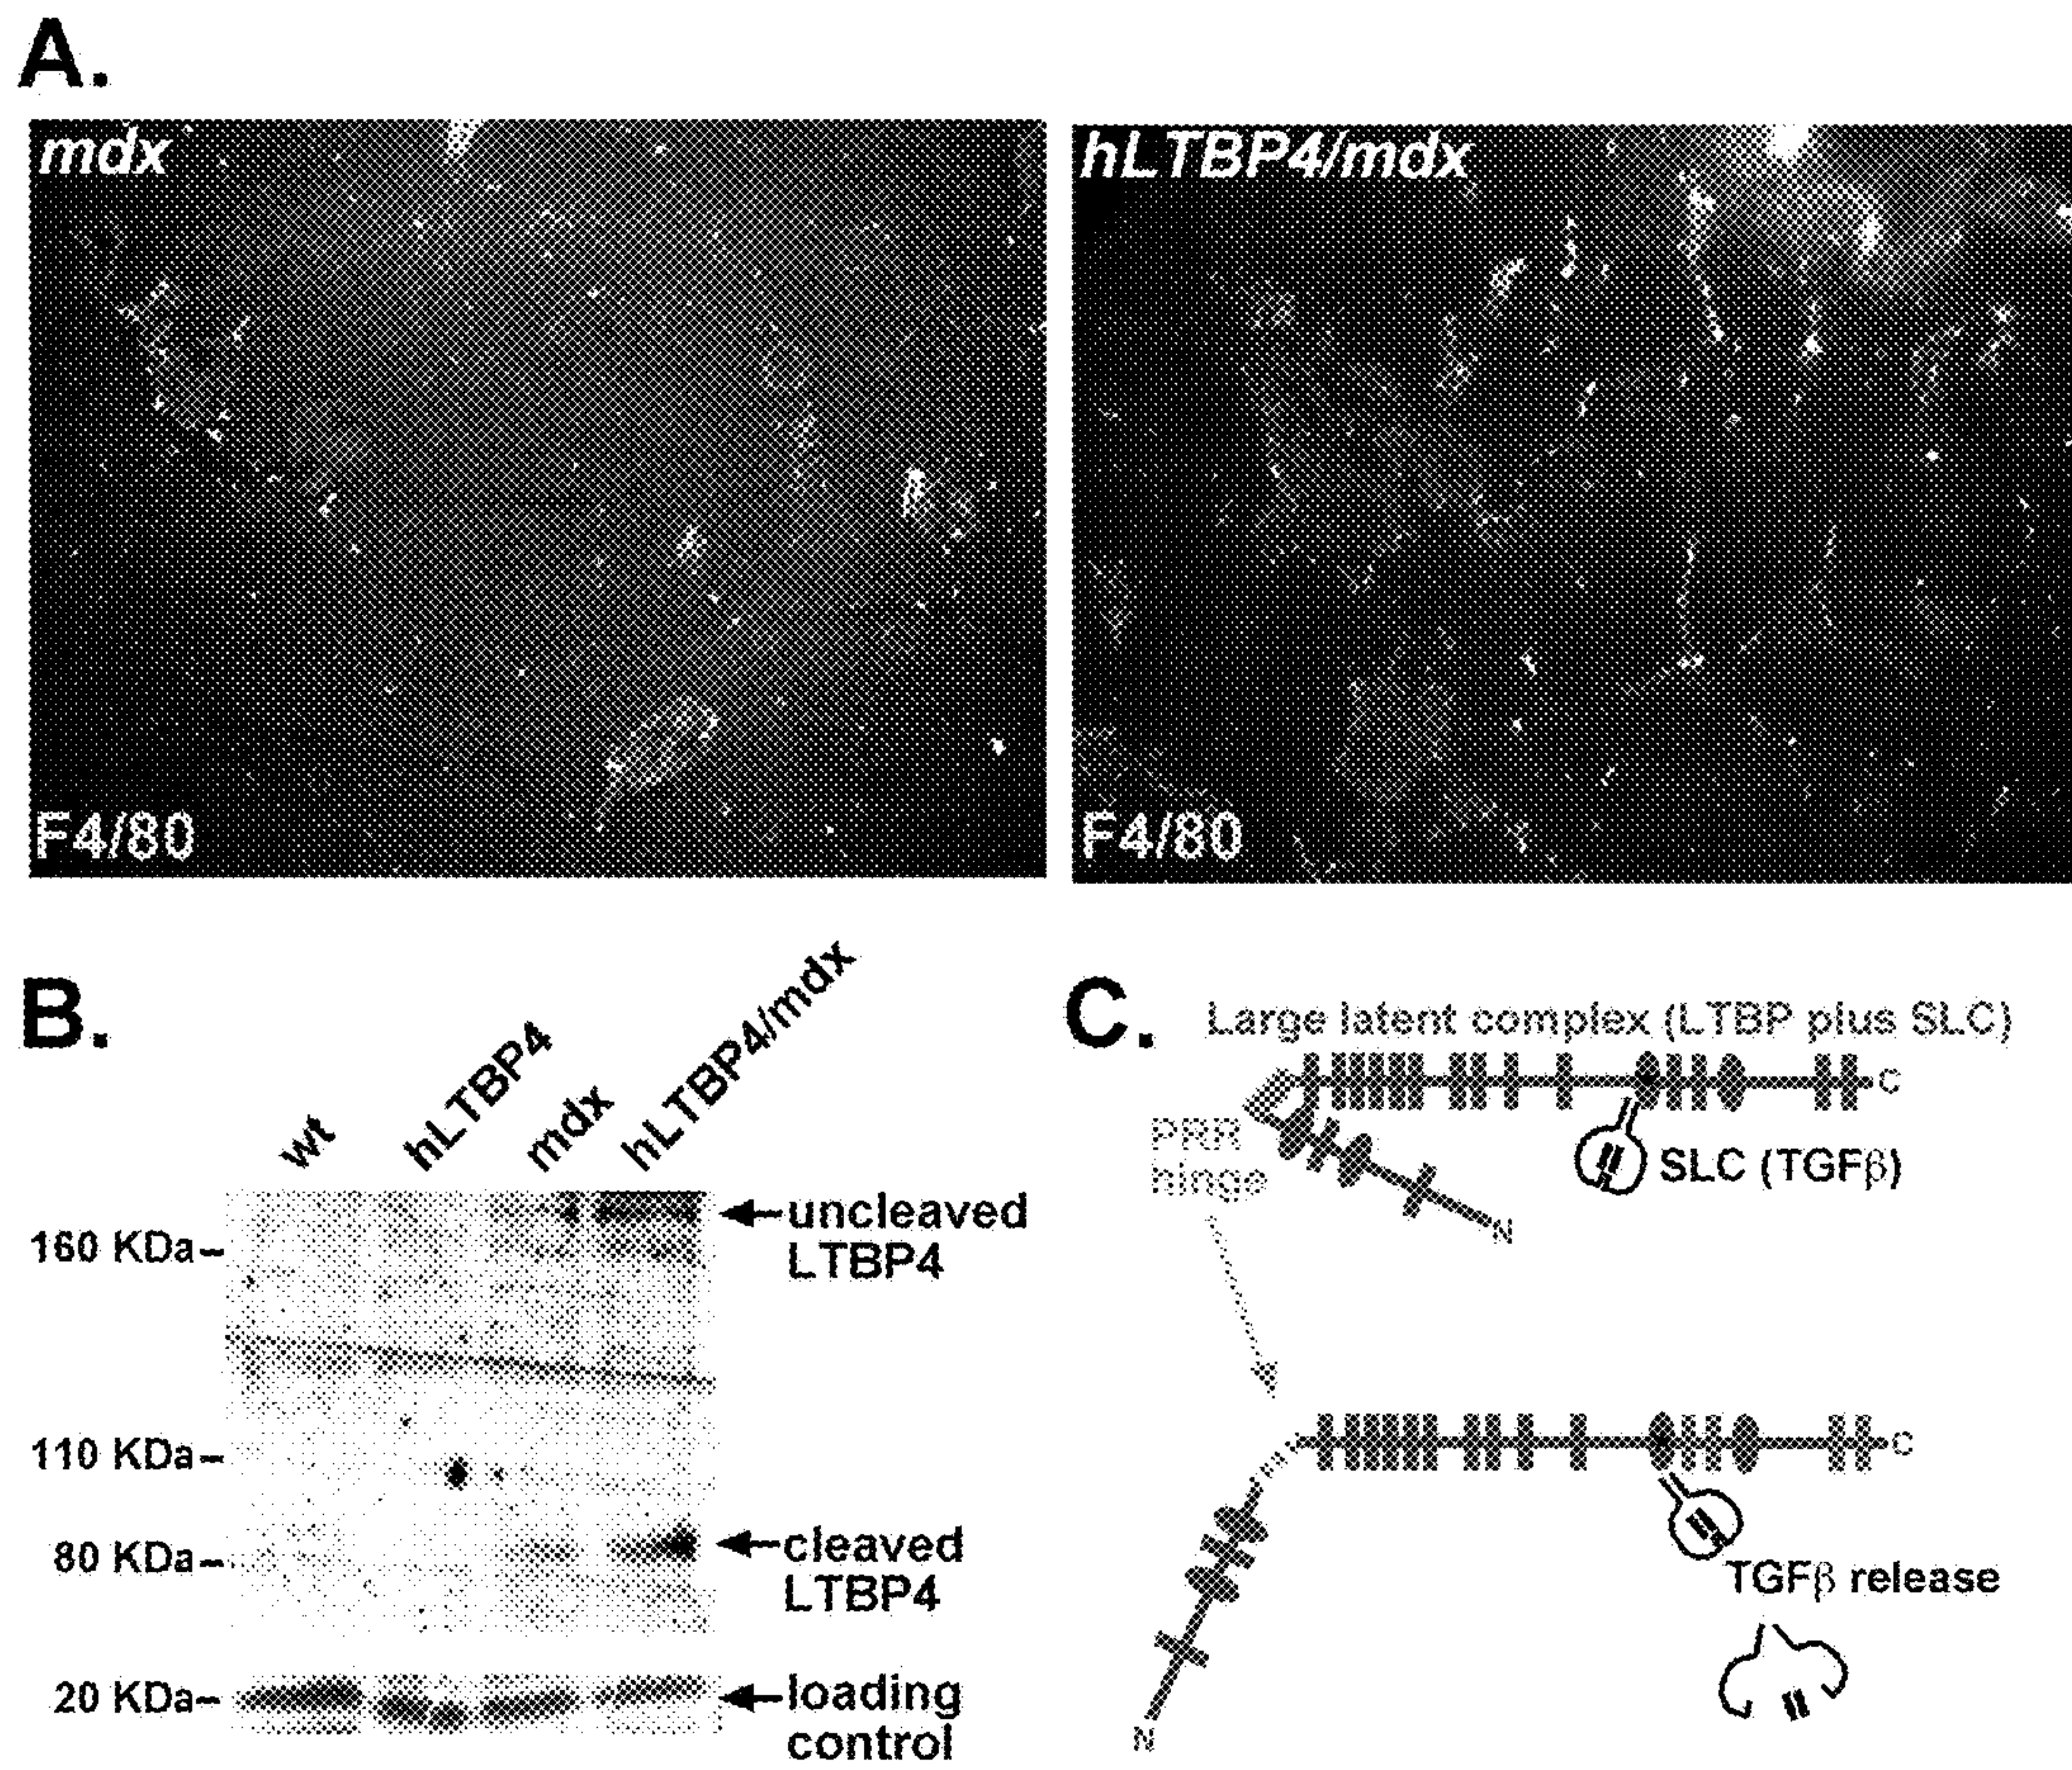 A.
mdx
F4/80
hLTBP4/mdx
F4/80
B.
wt
hLTBP4
mdx
hLTBP4/mdx
160 KDa
110 KDa
80 KDa
20 KDa
uncleaved
LTBP4
cleaved
LTBP4
loading
control
C.
Large latent complex (LTBP plus SLC)
C
PRR
hinge
SLC (TGFβ)
N
C
TGFβ release
N